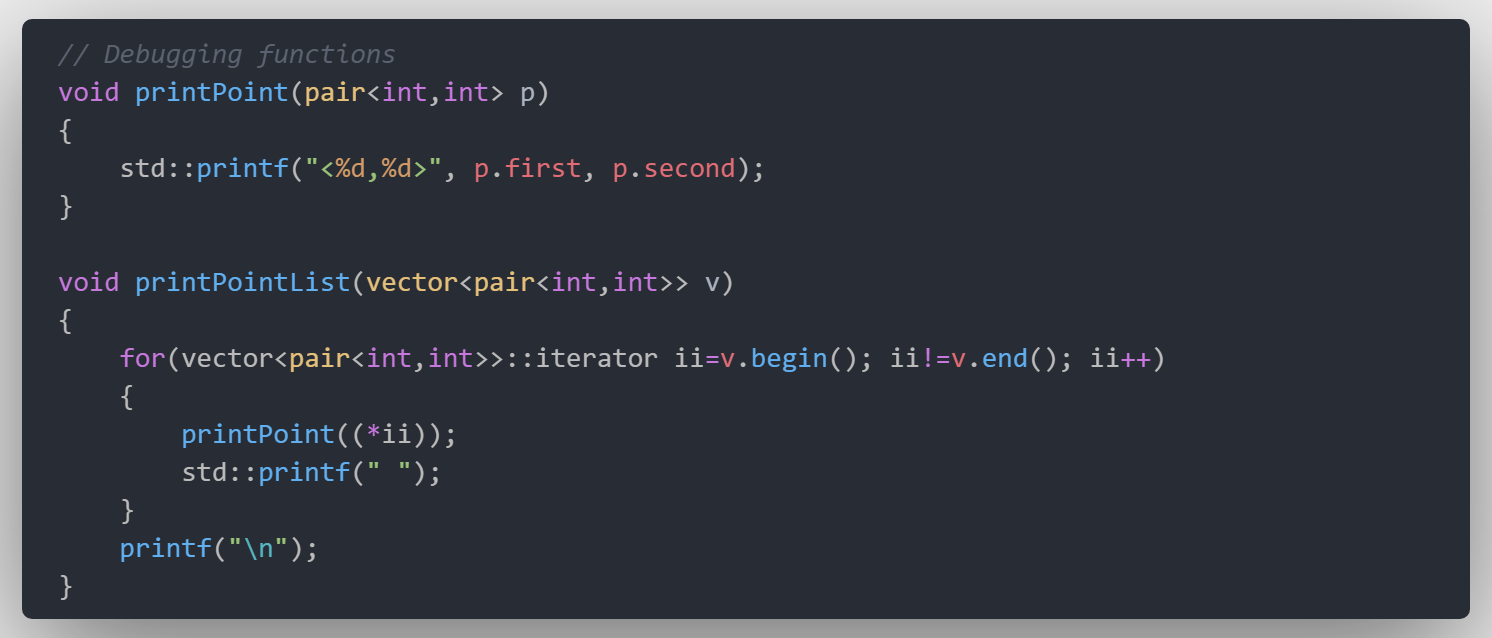 // Debugging functions
void printPoint(pair<int,int> p)
{
    std::printf("<%d,%d>", p.first, p.second);
}

void printPointList(vector<pair<int,int>> v)
{
    for(vector<pair<int,int>>::iterator ii=v.begin(); ii!=v.end(); ii++)
    {
        printPoint((*ii));
        std::printf(" ");
    }
    printf("\n");
}